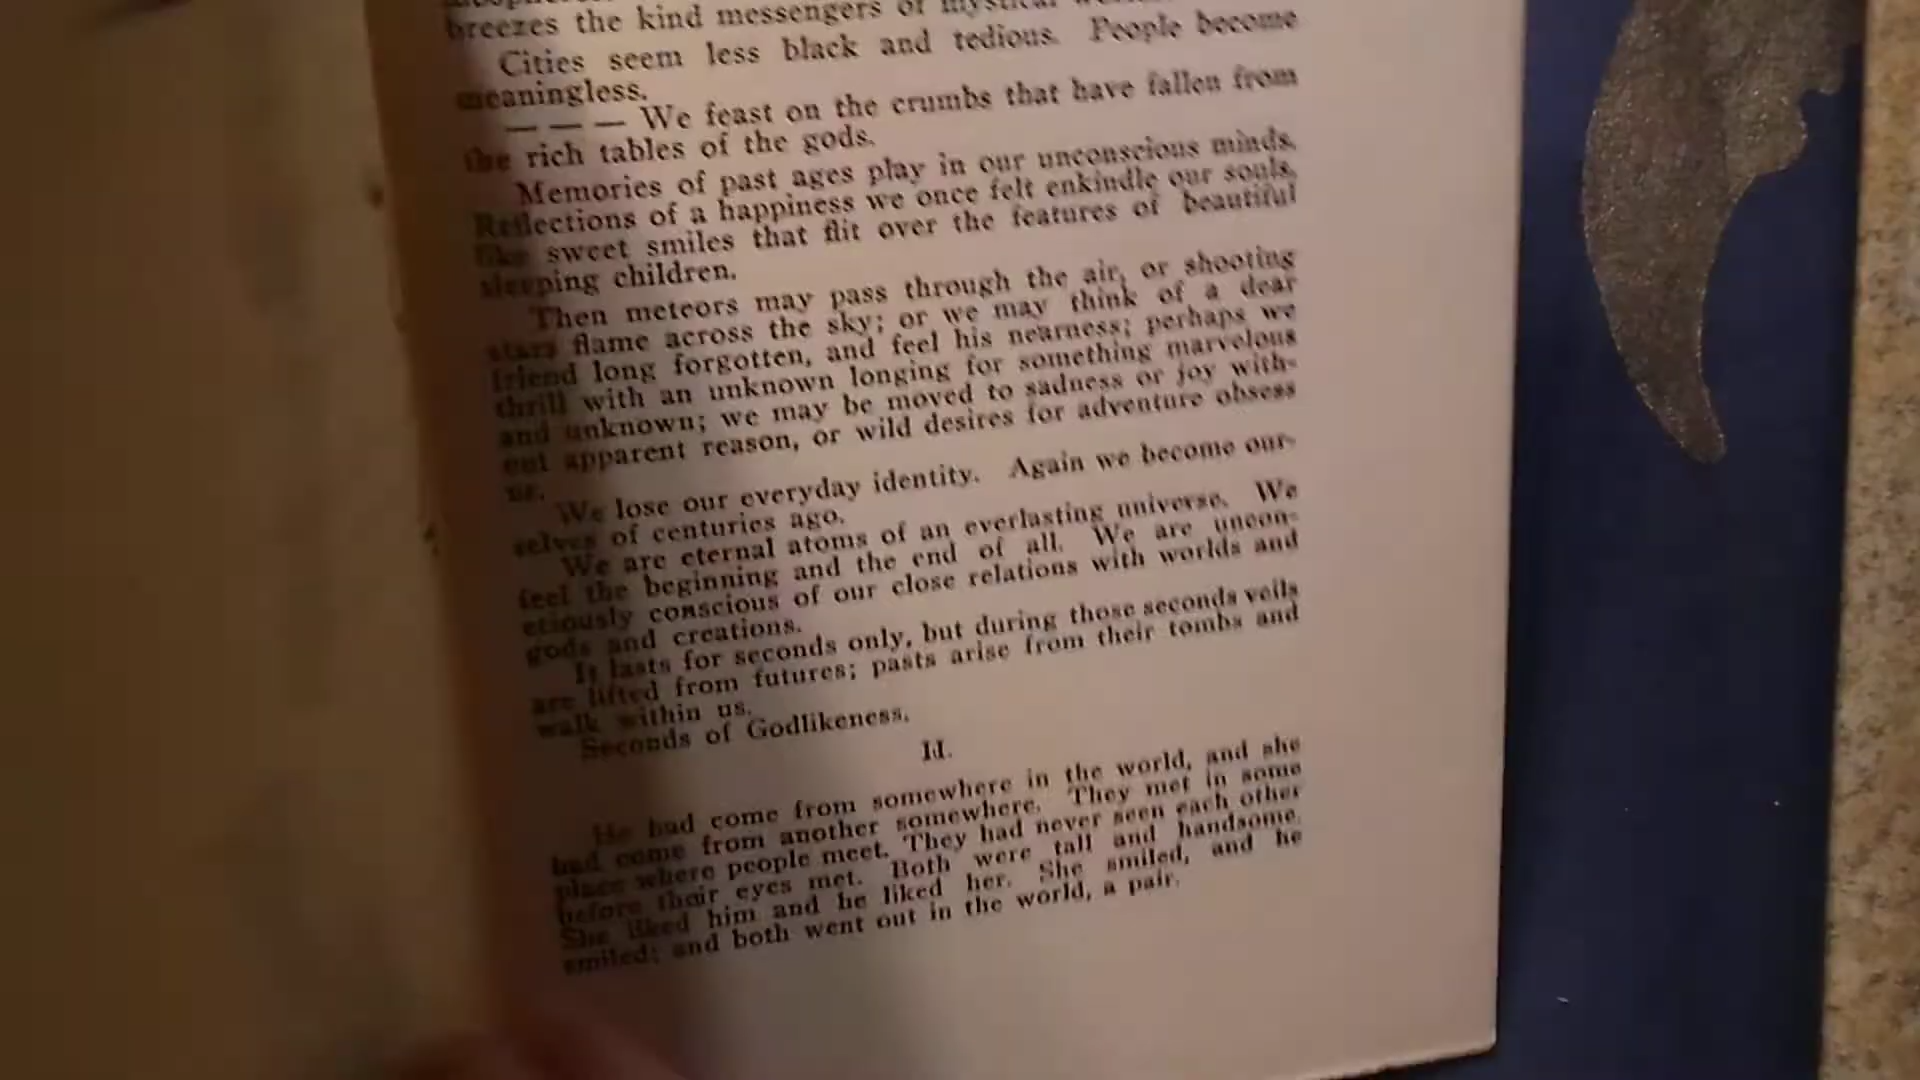 breezes the kind messengers of mystical
Cities seem less black and tedious. People become
meaningless.
— — — We feast on the crumbs that have fallen from
the rich tables of the gods.
Memories of past ages play in our unconscious minds.
Reflections of a happiness we once felt enkindle our souls,
like sweet smiles that flit over the features of beautiful
sleeping children.
Then meteors may pass through the air, or shooting
stars flame across the sky; or we may think of a dear
friend long forgotten, and feel his nearness; perhaps we
thrill with an unknown longing for something marvelous
and unknown; we may be moved to sadness or joy with-
out apparent reason, or wild desires for adventure obsess
us.
We lose our everyday identity. Again we become our-
selves of centuries ago.
We are eternal atoms of an everlasting universe. We
feel the beginning and the end of all. We are uncon-
sciously conscious of our close relations with worlds and
gods and creations.
It lasts for seconds only, but during those seconds veils
are lifted from futures; pasts arise from their tombs and
walk within us.
Seconds of Godlikeness.
II.
He had come from somewhere in the world, and she
had come from another somewhere. They met in some
place where people meet. They had never seen each other
before their eyes met. Both were tall and handsome.
She liked him and he liked her. She smiled, and he
smiled; and both went out in the world, a pair.